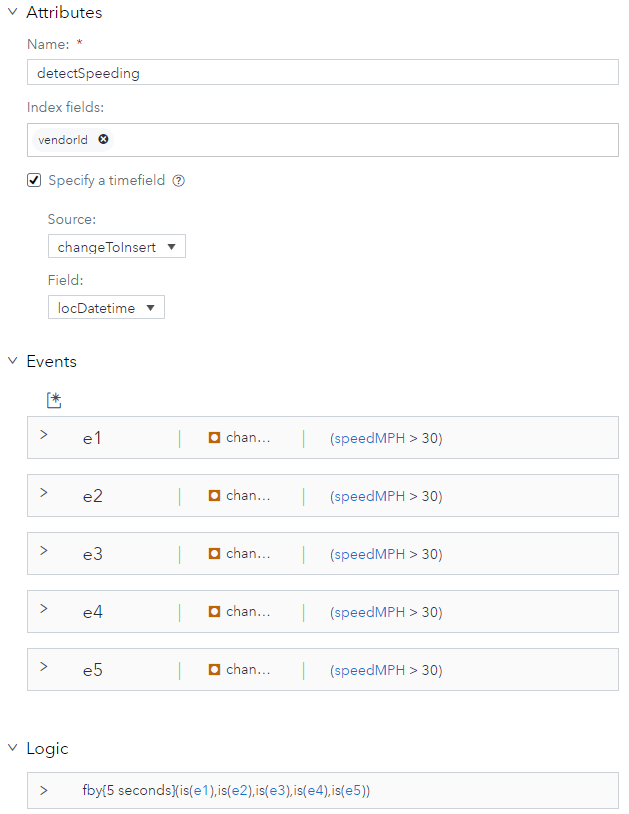 Attributes
Name: *
detectSpeeding
Index fields:
vendorId
Specify a timefield
Source:
changeToInsert
Field:
locDatetime
Events
e1 chan... (speedMPH > 30)
e2 chan... (speedMPH > 30)
e3 chan... (speedMPH > 30)
e4 chan... (speedMPH > 30)
e5 chan... (speedMPH > 30)
Logic
fby{5 seconds}(is(e1),is(e2),is(e3),is(e4),is(e5))